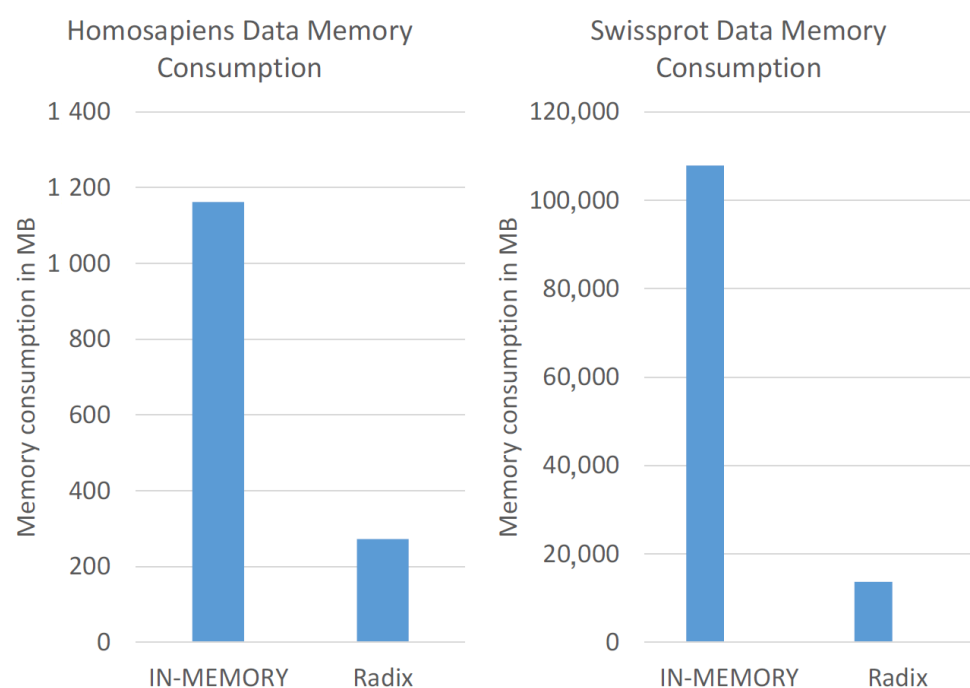 Homosapiens Data Memory
Consumption
Memory consumption in MB
1 400
1 200
1 000
800
600
400
200
0
IN-MEMORY
Radix
Swissprot Data Memory
Consumption
Memory consumption in MB
120,000
100,000
80,000
60,000
40,000
20,000
0
IN-MEMORY
Radix